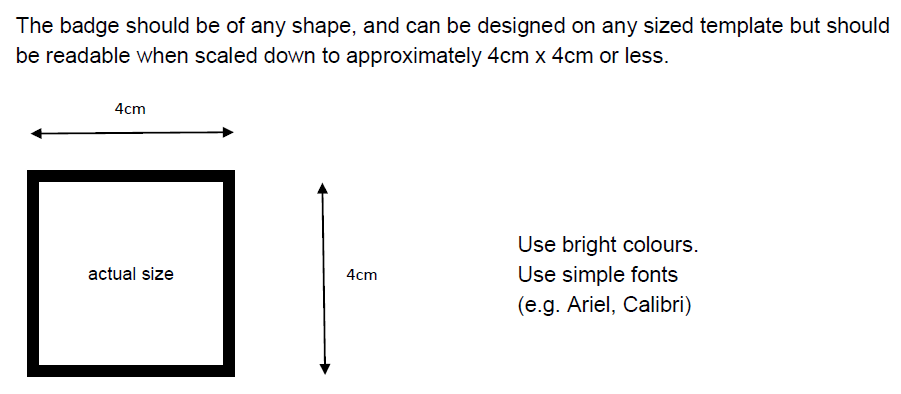 The badge should be of any shape, and can be designed on any sized template but should
be readable when scaled down to approximately 4cm x 4cm or less.
4cm
actual size
4cm
Use bright colours.
Use simple fonts
(e.g. Ariel, Calibri)